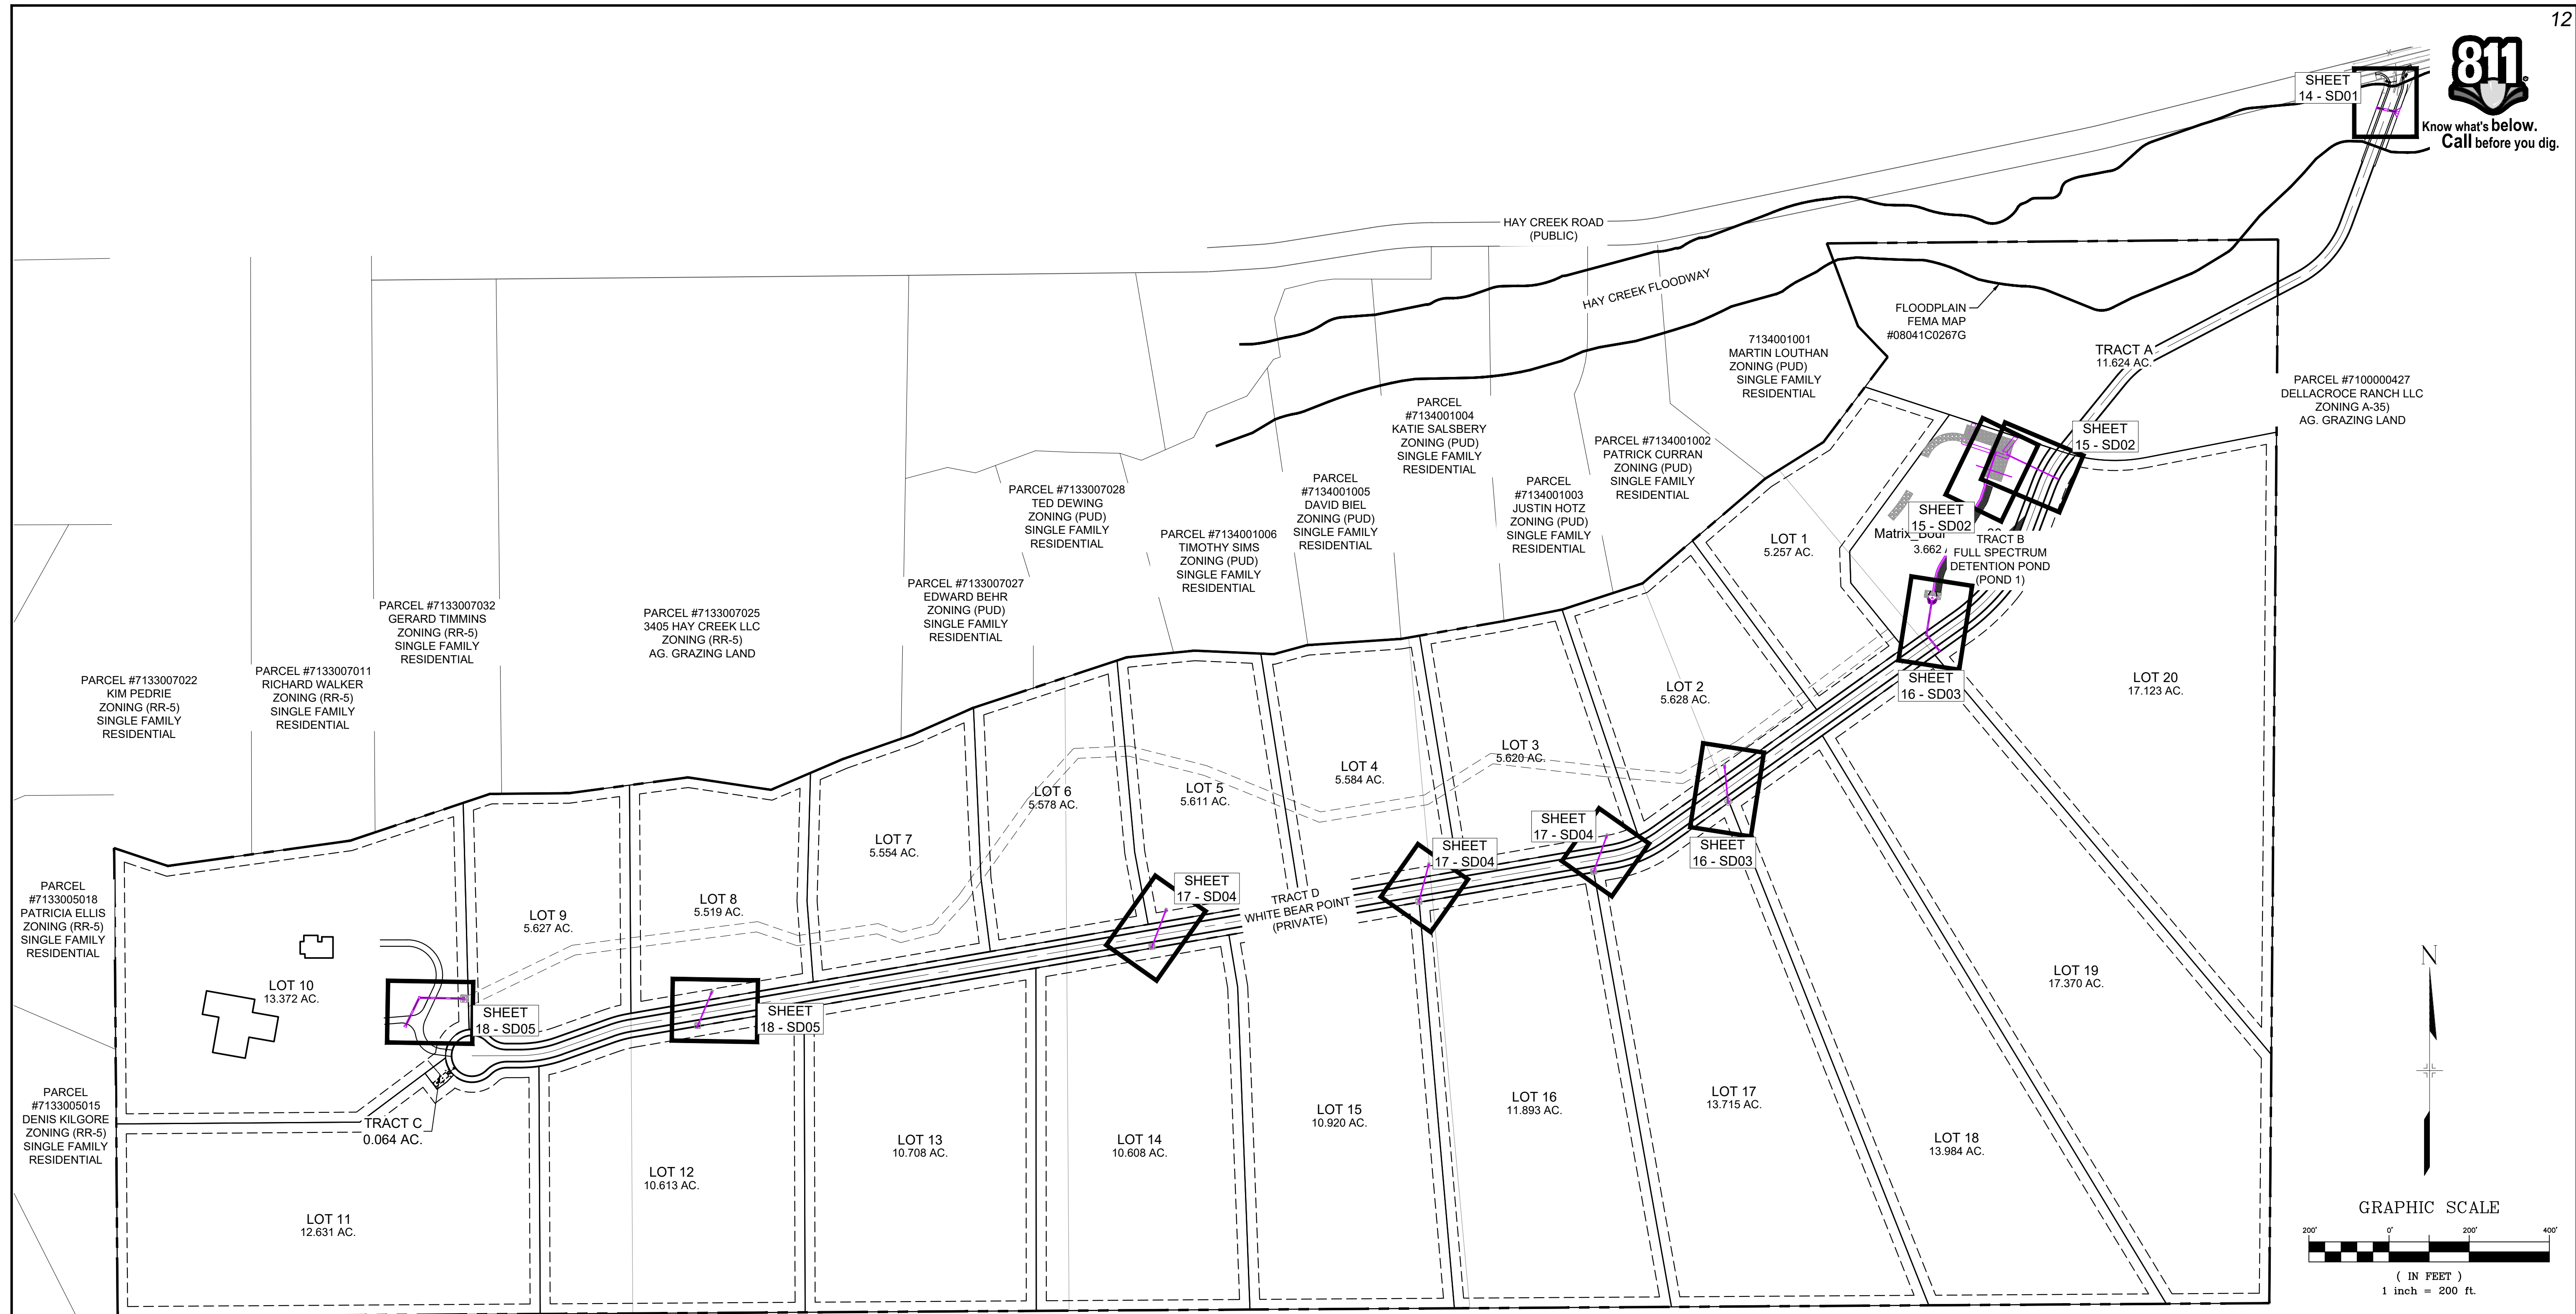 12
811
Know what's below.
Call before you dig.
SHEET
14 - SD01
HAY CREEK ROAD
(PUBLIC)
HAY CREEK FLOODWAY
FLOODPLAIN
FEMA MAP
#08041C0267G
7134001001
MARTIN LOUTHAN
ZONING (PUD)
SINGLE FAMILY
RESIDENTIAL
TRACT A
11.624 AC.
PARCEL #7100000427
DELLACROCE RANCH LLC
ZONING A-35)
AG. GRAZING LAND
PARCEL
#7134001004
KATIE SALSBERY
ZONING (PUD)
SINGLE FAMILY
RESIDENTIAL
PARCEL #7134001002
PATRICK CURRAN
ZONING (PUD)
SINGLE FAMILY
RESIDENTIAL
SHEET
15 - SD02
PARCEL
#7134001005
DAVID BIEL
ZONING (PUD)
SINGLE FAMILY
RESIDENTIAL
PARCEL
#7134001003
JUSTIN HOTZ
ZONING (PUD)
SINGLE FAMILY
RESIDENTIAL
PARCEL #7133007028
TED DEWING
ZONING (PUD)
SINGLE FAMILY
RESIDENTIAL
PARCEL #7134001006
TIMOTHY SIMS
ZONING (PUD)
SINGLE FAMILY
RESIDENTIAL
SHEET
15 - SD02
3.662
TRACT B
FULL SPECTRUM
DETENTION POND
(POND 1)
LOT 1
5.257 AC.
PARCEL #7133007027
EDWARD BEHR
ZONING (PUD)
SINGLE FAMILY
RESIDENTIAL
PARCEL #7133007032
GERARD TIMMINS
ZONING (RR-5)
SINGLE FAMILY
RESIDENTIAL
PARCEL #7133007025
3405 HAY CREEK LLC
ZONING (RR-5)
AG. GRAZING LAND
PARCEL #7133007011
RICHARD WALKER
ZONING (RR-5)
SINGLE FAMILY
RESIDENTIAL
PARCEL #7133007022
KIM PEDRIE
ZONING (RR-5)
SINGLE FAMILY
RESIDENTIAL
SHEET
16 - SD03
LOT 20
17.123 AC.
LOT 2
5.628 AC.
LOT 3
5.620 AC.
LOT 4
5.584 AC.
LOT 5
5.611 AC.
LOT 6
5.578 AC.
LOT 7
5.554 AC.
LOT 8
5.519 AC.
LOT 9
5.627 AC.
SHEET
17 - SD04
SHEET
17 - SD04
SHEET
16 - SD03
SHEET
17 - SD04
TRACT D
WHITE BEAR POINT
(PRIVATE)
PARCEL
#7133005018
PATRICIA ELLIS
ZONING (RR-5)
SINGLE FAMILY
RESIDENTIAL
LOT 10
13.372 AC.
SHEET
18 - SD05
SHEET
18 - SD05
LOT 19
17.370 AC.
N
PARCEL
#7133005015
DENIS KILGORE
ZONING (RR-5)
SINGLE FAMILY
RESIDENTIAL
TRACT C
0.064 AC.
LOT 11
12.631 AC.
LOT 12
10.613 AC.
LOT 13
10.708 AC.
LOT 14
10.608 AC.
LOT 15
10.920 AC.
LOT 16
11.893 AC.
LOT 17
13.715 AC.
LOT 18
13.984 AC.
GRAPHIC SCALE
200' 0' 200' 400'
( IN FEET )
1 inch = 200 ft.